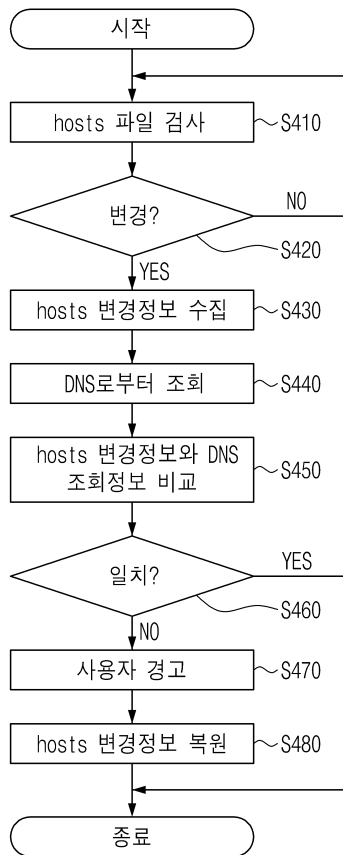 시작
hosts 파일 검사
S410
변경?
NO
S420
YES
hosts 변경정보 수집
S430
DNS로부터 조회
S440
hosts 변경정보와 DNS
조회정보 비교
S450
일치?
YES
S460
NO
사용자 경고
S470
hosts 변경정보 복원
S480
종료